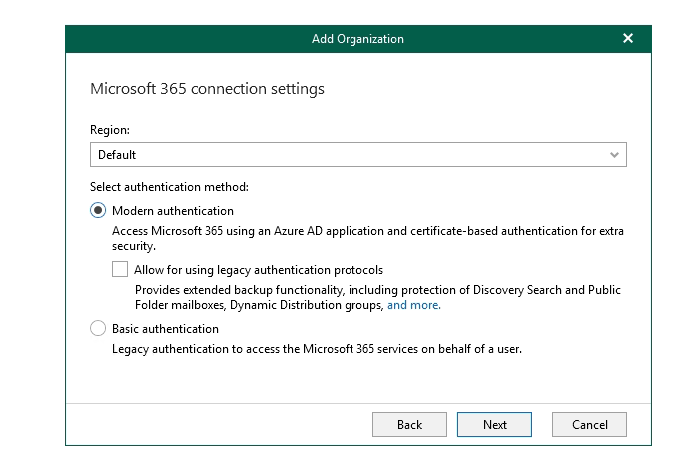 Add Organization
Microsoft 365 connection settings
Region:
Default
Select authentication method:
Modern authentication
Access Microsoft 365 using an Azure AD application and certificate-based authentication for extra
security.
Allow for using legacy authentication protocols
Provides extended backup functionality, including protection of Discovery Search and Public
Folder mailboxes, Dynamic Distribution groups, and more.
Basic authentication
Legacy authentication to access the Microsoft 365 services on behalf of a user.
Back Next Cancel